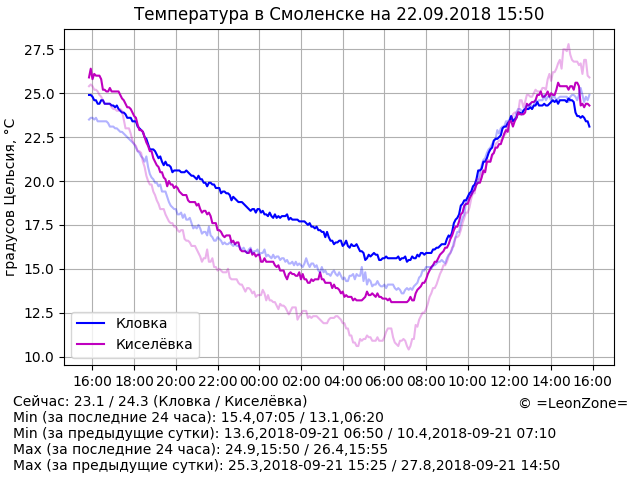 Температура в Смоленске на 22.09.2018 15:50
градусов Цельсия, °C
27.5
25.0
22.5
20.0
17.5
15.0
12.5
10.0
Кловка
Киселёвка
16:00 18:00 20:00 22:00 00:00 02:00 04:00 06:00 08:00 10:00 12:00 14:00 16:00
Сейчас: 23.1 / 24.3 (Кловка / Киселёвка)
© =LeonZone=
Min (за последние 24 часа): 15.4,07:05 / 13.1,06:20
Min (за предыдущие сутки): 13.6,2018-09-21 06:50 / 10.4,2018-09-21 07:10
Max (за последние 24 часа): 24.9,15:50 / 26.4,15:55
Max (за предыдущие сутки): 25.3,2018-09-21 15:25 / 27.8,2018-09-21 14:50